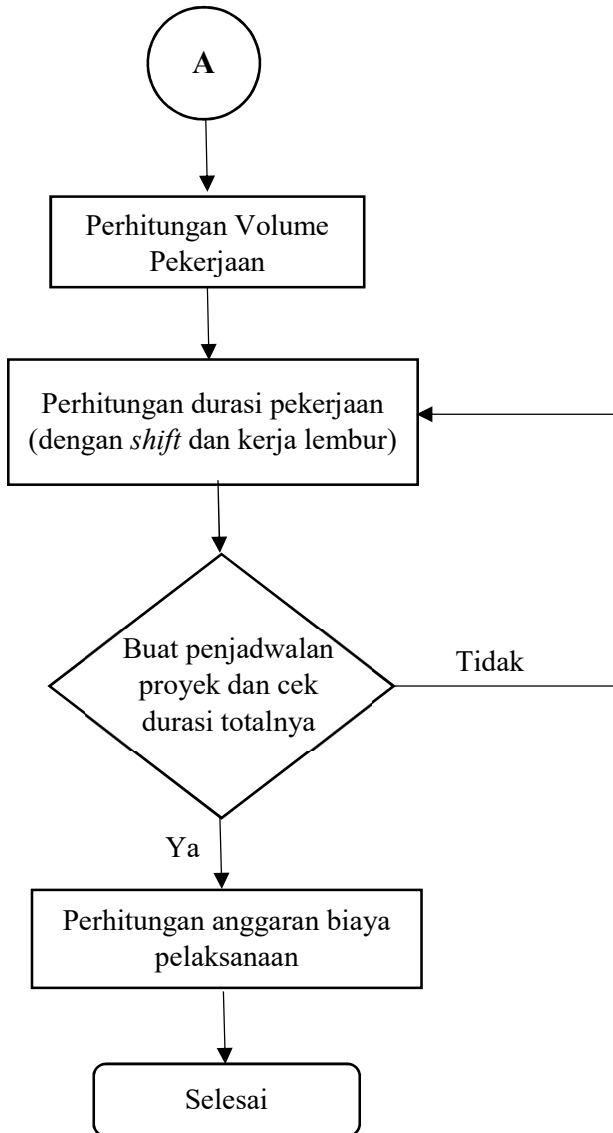 A
Perhitungan Volume
Pekerjaan
Perhitungan durasi pekerjaan
(dengan shift dan kerja lembur)
Buat penjadwalan
proyek dan cek
durasi totalnya
Tidak
Ya
Perhitungan anggaran biaya
pelaksanaan
Selesai